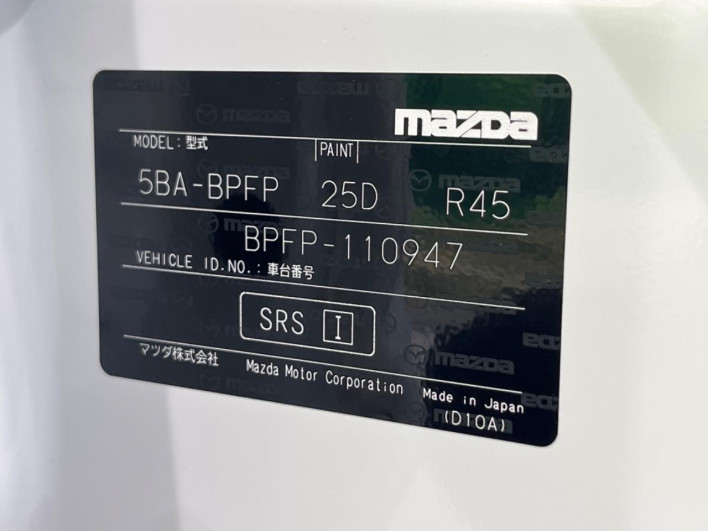 mazda
MODEL : 型式 PAINT
5BA-BPFP 25D R45
BPFP-110947
VEHICLE ID.NO. : 車台番号
SRS I
マツダ株式会社 Mazda Motor Corporation Made in Japan
(D10A)